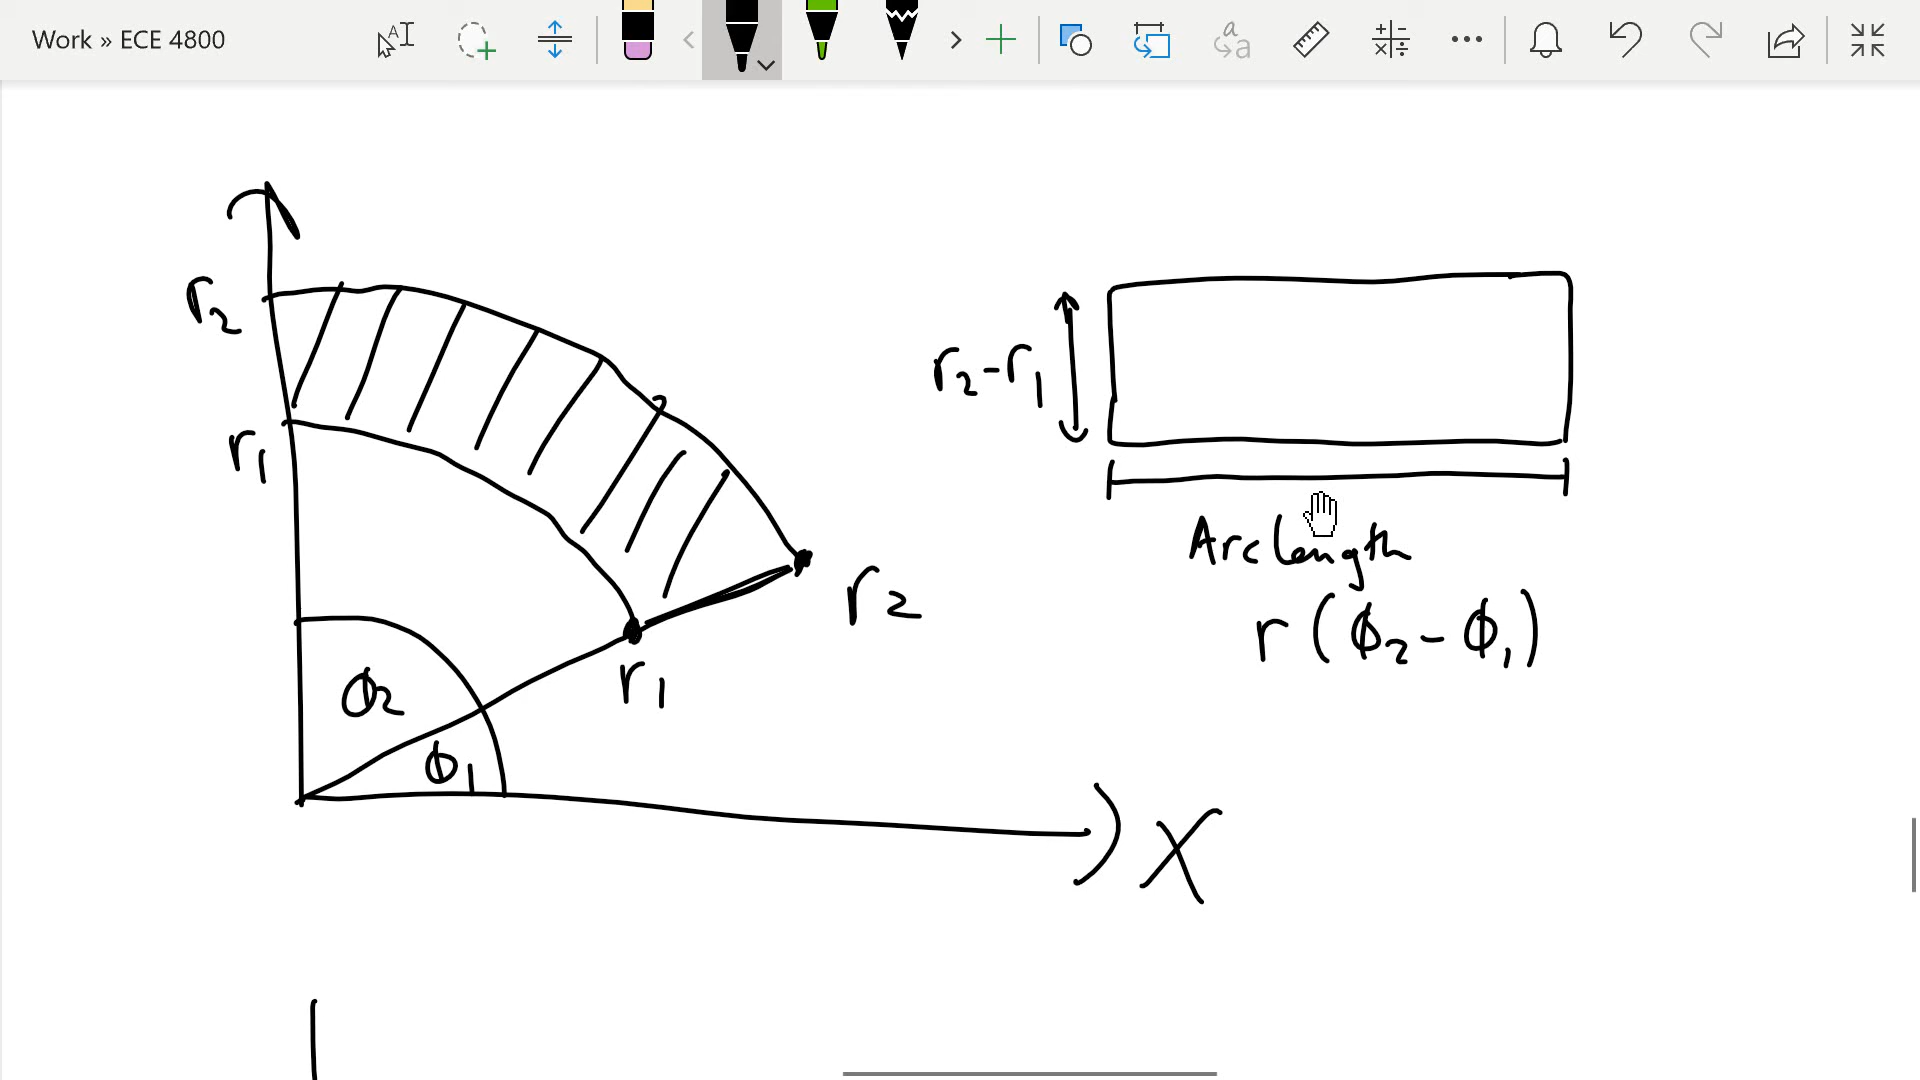 Work » ECE 4800
r₂
r₁
r₂-r₁
Arc Length
r₂
r (ϕ₂ - ϕ₁)
r₁
ϕ₂
ϕ₁
X